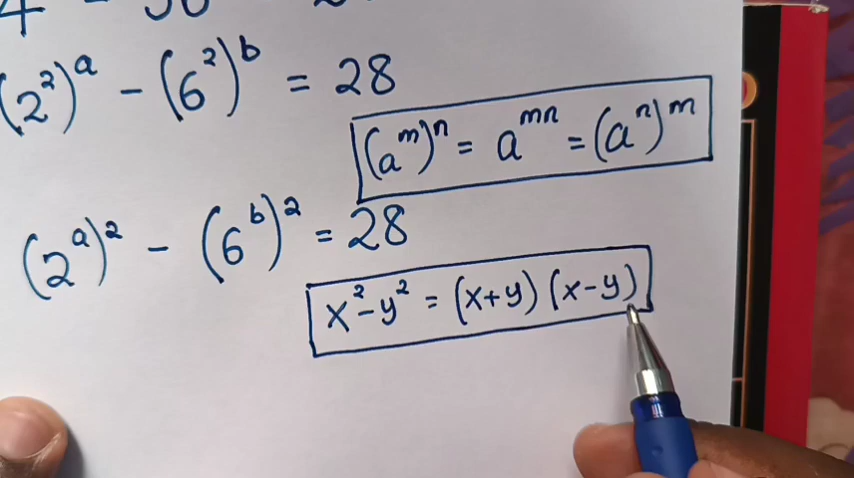 (2²)ᵃ - (6²)ᵇ = 28
(aᵐ)ⁿ = aᵐⁿ = (aⁿ)ᵐ
(2ᵃ)² - (6ᵇ)² = 28
x² - y² = (x+y) (x-y)